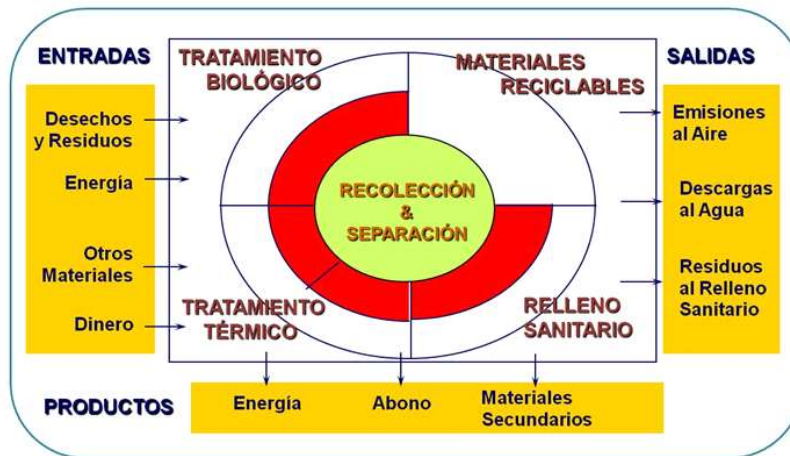 ENTRADAS
Desechos
y Residuos
Energía
Otros
Materiales
Dinero
TRATAMIENTO
BIOLÓGICO
MATERIALES
RECICLABLES
RECOLECCIÓN
&
SEPARACIÓN
TRATAMIENTO
TÉRMICO
RELLENO
SANITARIO
SALIDAS
Emisiones
al Aire
Descargas
al Agua
Residuos
al Relleno
Sanitario
PRODUCTOS
Energía
Abono
Materiales
Secundarios